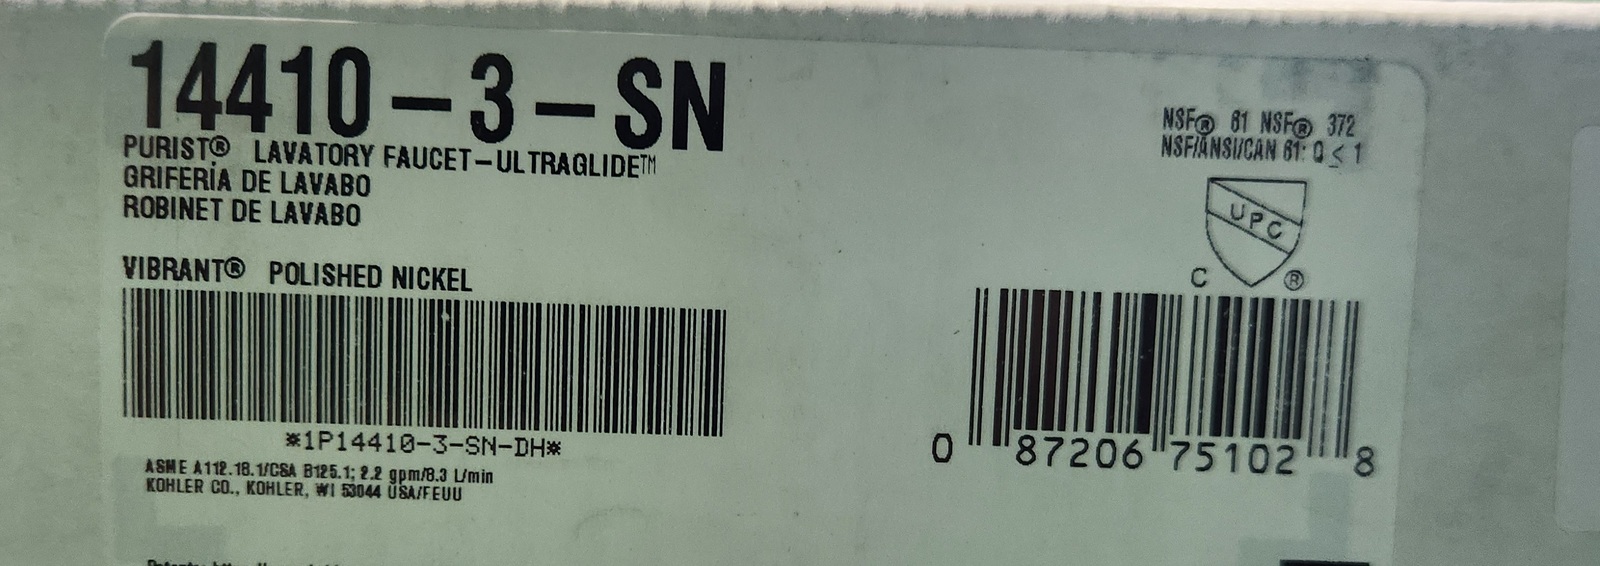 14410-3-SN
PURIST® LAVATORY FAUCET-ULTRAGLIDE™
GRIFERÍA DE LAVABO
ROBINET DE LAVABO
VIBRANT® POLISHED NICKEL
*1P14410-3-SN-DH*
ASME A112.18.1/CSA B125.1; 2.2 gpm/8.3 L/min
KOHLER CO., KOHLER, WI 53044 USA/FEUU
NSF® 61 NSF® 372
NSF/ANSI/CAN 61: Q ≤ 1
UPC
C ®
0 87206 75102 8